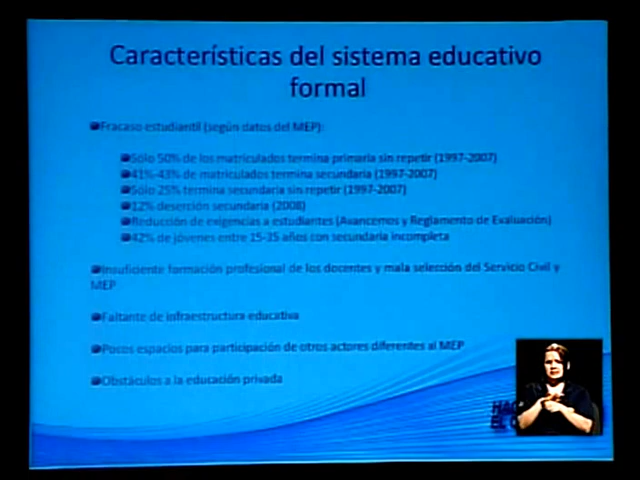 Características del sistema educativo
formal
Fracaso estudiantil (según datos del MEP):
Sólo 50% de los matriculados termina primaria sin repetir (1997-2007)
41%-43% de matriculados termina secundaria (1997-2007)
Sólo 25% termina secundaria sin repetir (1997-2007)
12% deserción secundaria (2008)
Reducción de exigencias a estudiantes (Avancemos y Reglamento de Evaluación)
42% de jóvenes entre 15-25 años con secundaria incompleta
Insuficiente formación profesional de los docentes y mala selección del Servicio Civil y
MEP
Faltante de infraestructura educativa
Pocos espacios para participación de otros actores diferentes al MEP
Obstáculos a la educación privada
EL